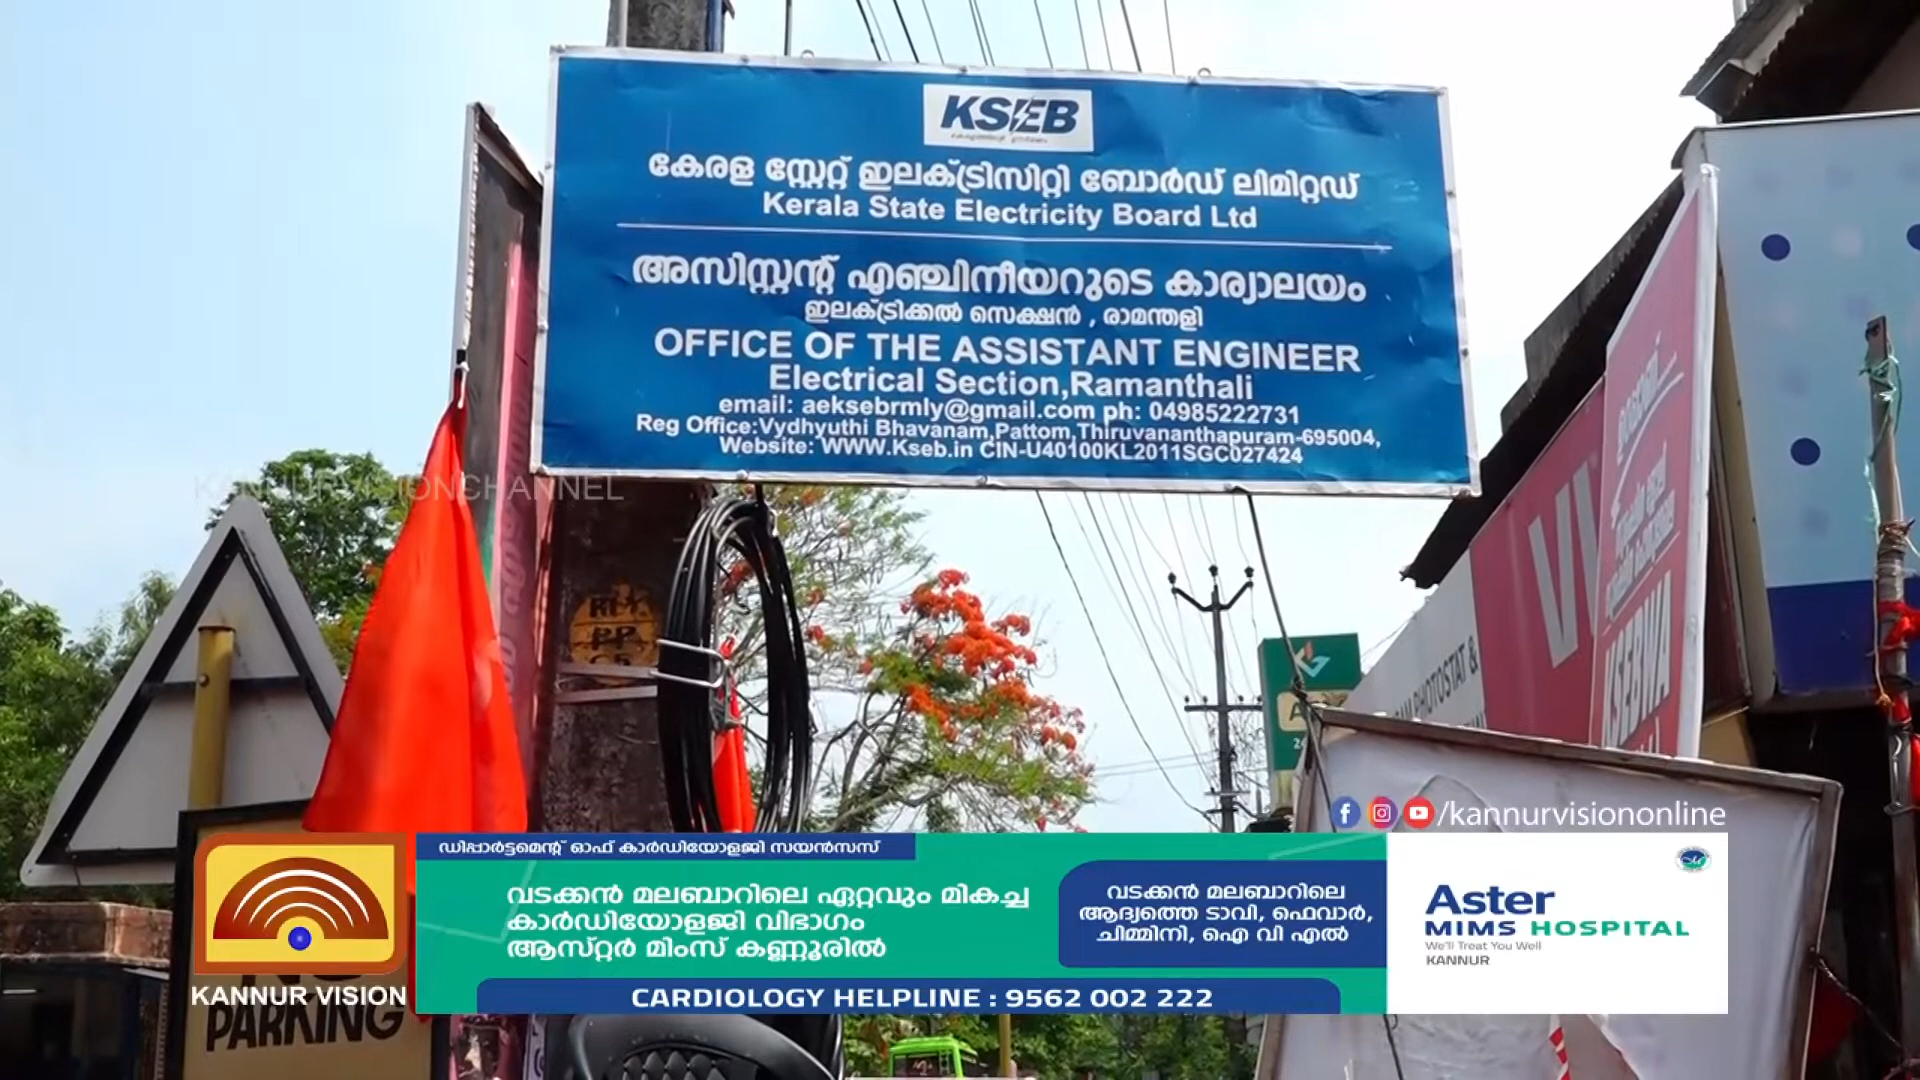 KSEB
കേരള സ്റ്റേറ്റ് ഇലക്ട്രിസിറ്റി ബോർഡ് ലിമിറ്റഡ്
Kerala State Electricity Board Ltd
അസിസ്റ്റന്റ് എഞ്ചിനീയറുടെ കാര്യാലയം
ഇലക്ട്രിക്കൽ സെക്ഷൻ , രാമന്തളി
OFFICE OF THE ASSISTANT ENGINEER
Electrical Section,Ramanthali
email: aeksebrmly@gmail.com ph: 04985222731
Reg Office:Vydhyuthi Bhavanam,Pattom,Thiruvananthapuram-695004,
Website: WWW.Kseb.in CIN-U40100KL2011SGC027424
KANNURVISIONCHANNEL
PHOTOSTAT &
KSEBWA
/kannurvisiononline
ഡിപ്പാർട്ടമെന്റ് ഓഫ് കാർഡിയോളജി സയൻസസ്
വടക്കൻ മലബാറിലെ ഏറ്റവും മികച്ച
കാർഡിയോളജി വിഭാഗം
ആസ്റ്റർ മിംസ് കണ്ണൂരിൽ
വടക്കൻ മലബാറിലെ
ആദ്യത്തെ ടാവി, ഫെവാർ,
ചിമ്മിനി, ഐ വി എൽ
Aster
MIMS HOSPITAL
We'll Treat You Well
KANNUR
CARDIOLOGY HELPLINE : 9562 002 222
KANNUR VISION
NO
PARKING